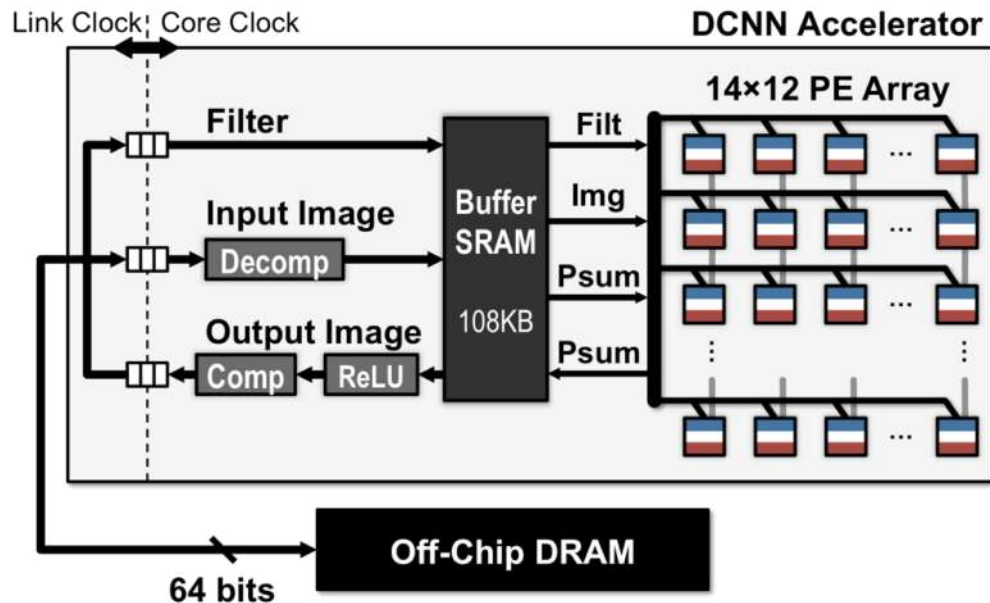 Link Clock Core Clock
DCNN Accelerator
14×12 PE Array
Filter
Filt
Input Image
Img
Decomp
Buffer
SRAM
108KB
Psum
Output Image
Psum
Comp
ReLU
...
...
...
...
Off-Chip DRAM
64 bits